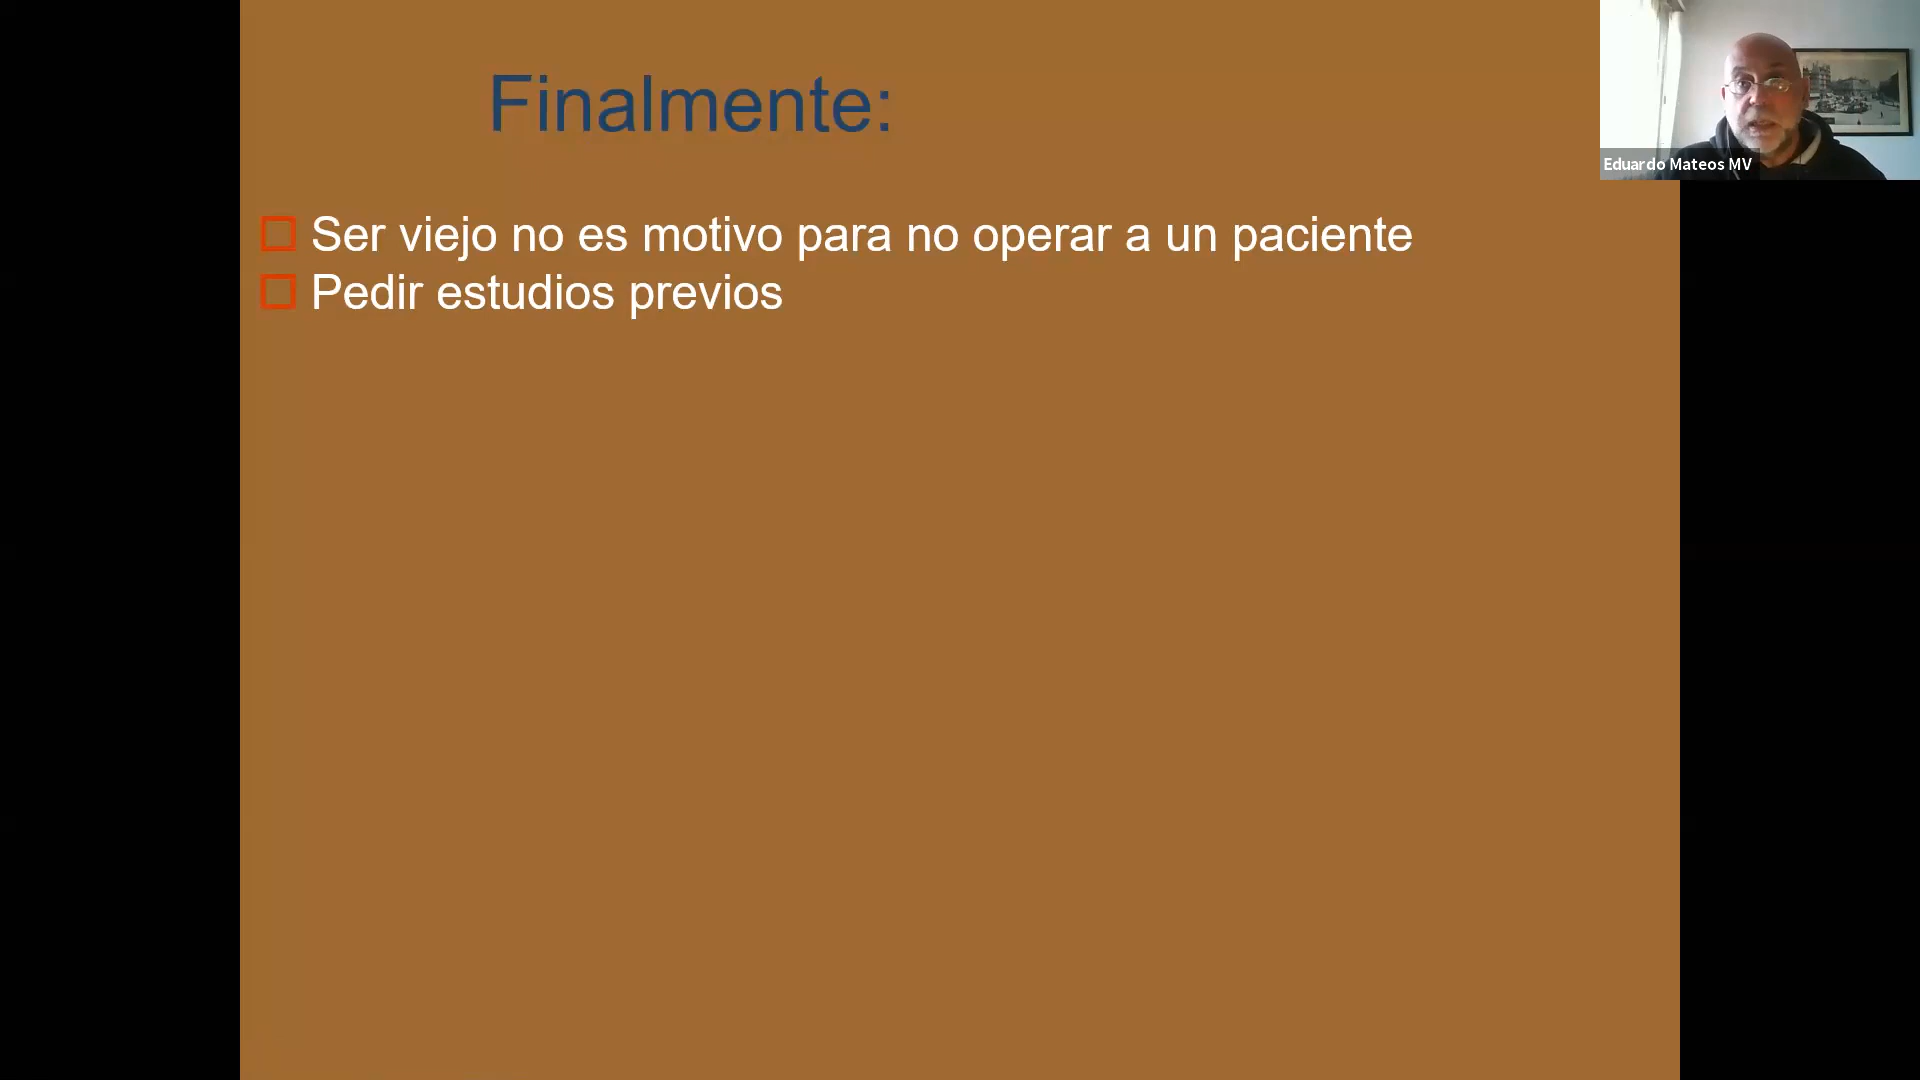 Finalmente:
Eduardo Mateos MV
Ser viejo no es motivo para no operar a un paciente
Pedir estudios previos